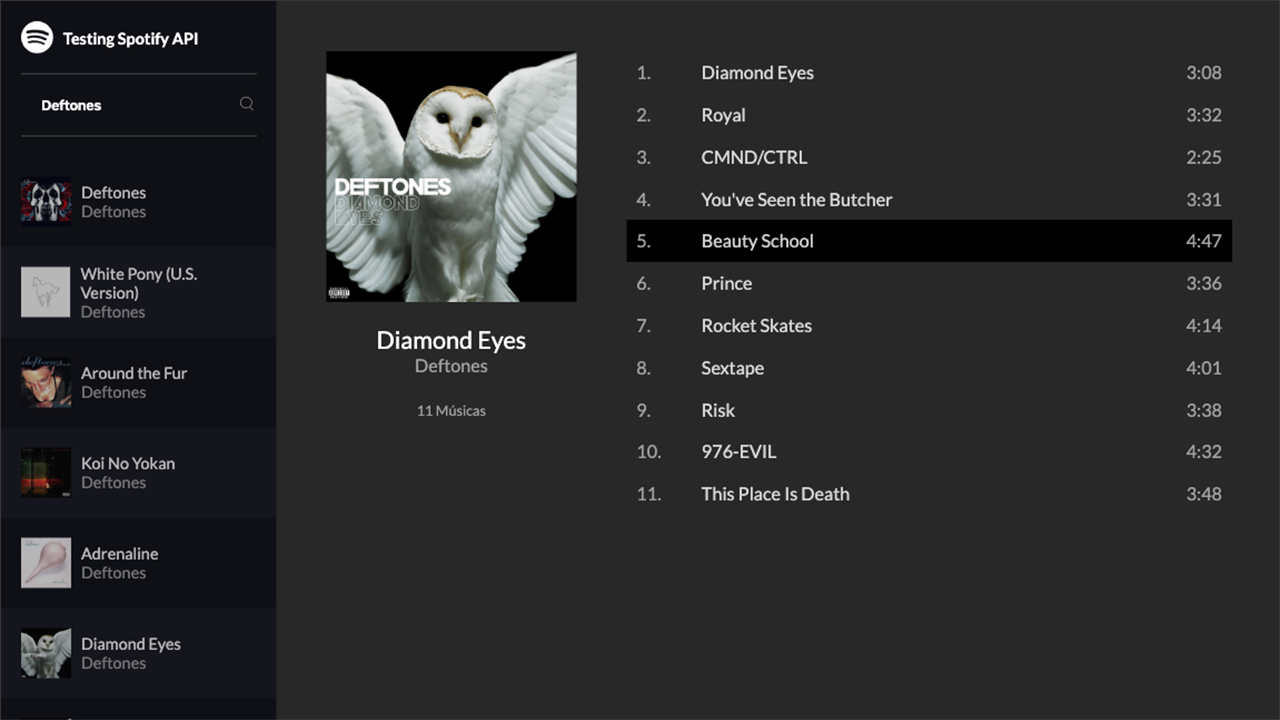 Testing Spotify API
Deftones
Deftones
Deftones
White Pony (U.S.
Version)
Deftones
Around the Fur
Deftones
Koi No Yokan
Deftones
Adrenaline
Deftones
Diamond Eyes
Deftones
DEFTONES
DIAMOND
EYES
Diamond Eyes
Deftones
11 Músicas
1. Diamond Eyes 3:08
2. Royal 3:32
3. CMND/CTRL 2:25
4. You've Seen the Butcher 3:31
5. Beauty School 4:47
6. Prince 3:36
7. Rocket Skates 4:14
8. Sextape 4:01
9. Risk 3:38
10. 976-EVIL 4:32
11. This Place Is Death 3:48